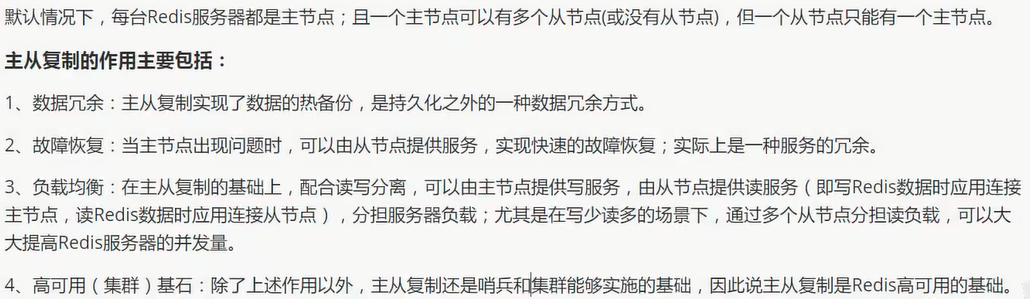 默认情况下，每台Redis服务器都是主节点；且一个主节点可以有多个从节点(或没有从节点)，但一个从节点只能有一个主节点。
主从复制的作用主要包括：
1、数据冗余：主从复制实现了数据的热备份，是持久化之外的一种数据冗余方式。
2、故障恢复：当主节点出现问题时，可以由从节点提供服务，实现快速的故障恢复；实际上是一种服务的冗余。
3、负载均衡：在主从复制的基础上，配合读写分离，可以由主节点提供写服务，由从节点提供读服务（即写Redis数据时应用连接
主节点，读Redis数据时应用连接从节点），分担服务器负载；尤其是在写少读多的场景下，通过多个从节点分担读负载，可以大
大提高Redis服务器的并发量。
4、高可用（集群）基石：除了上述作用以外，主从复制还是哨兵和集群能够实施的基础，因此说主从复制是Redis高可用的基础。